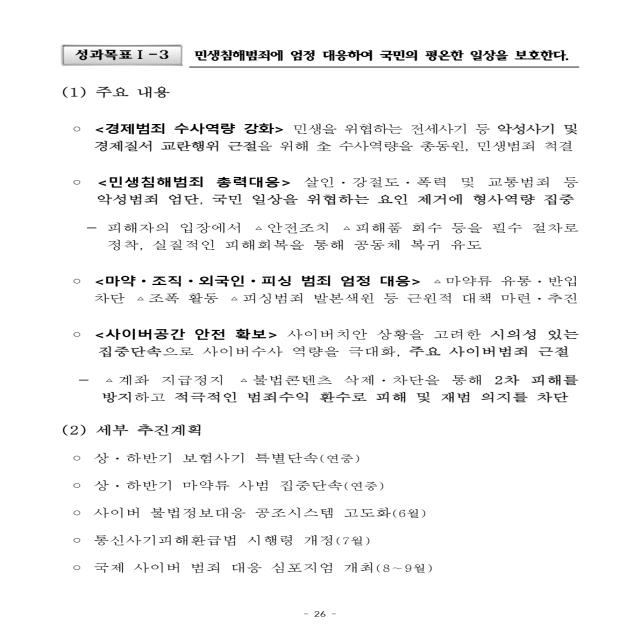 성과목표Ⅰ-3 민생침해범죄에 엄정 대응하여 국민의 평온한 일상을 보호한다.
(1) 주요 내용
○ <경제범죄 수사역량 강화> 민생을 위협하는 전세사기 등 악성사기 및
경제질서 교란행위 근절을 위해 全 수사역량을 총동원, 민생범죄 척결
○ <민생침해범죄 총력대응> 살인·강절도·폭력 및 교통범죄 등
악성범죄 엄단, 국민 일상을 위협하는 요인 제거에 형사역량 집중
- 피해자의 입장에서 △안전조치 △피해품 회수 등을 필수 절차로
정착, 실질적인 피해회복을 통해 공동체 복귀 유도
○ <마약·조직·외국인·피싱 범죄 엄정 대응> △마약류 유통·반입
차단 △조폭 활동 △피싱범죄 발본색원 등 근원적 대책 마련·추진
○ <사이버공간 안전 확보> 사이버치안 상황을 고려한 시의성 있는
집중단속으로 사이버수사 역량을 극대화, 주요 사이버범죄 근절
- △계좌 지급정지 △불법콘텐츠 삭제·차단을 통해 2차 피해를
방지하고 적극적인 범죄수익 환수로 피해 및 재범 의지를 차단
(2) 세부 추진계획
○ 상·하반기 보험사기 특별단속(연중)
○ 상·하반기 마약류 사범 집중단속(연중)
○ 사이버 불법정보대응 공조시스템 고도화(6월)
○ 통신사기피해환급법 시행령 개정(7월)
○ 국제 사이버 범죄 대응 심포지엄 개최(8~9월)
- 26 -